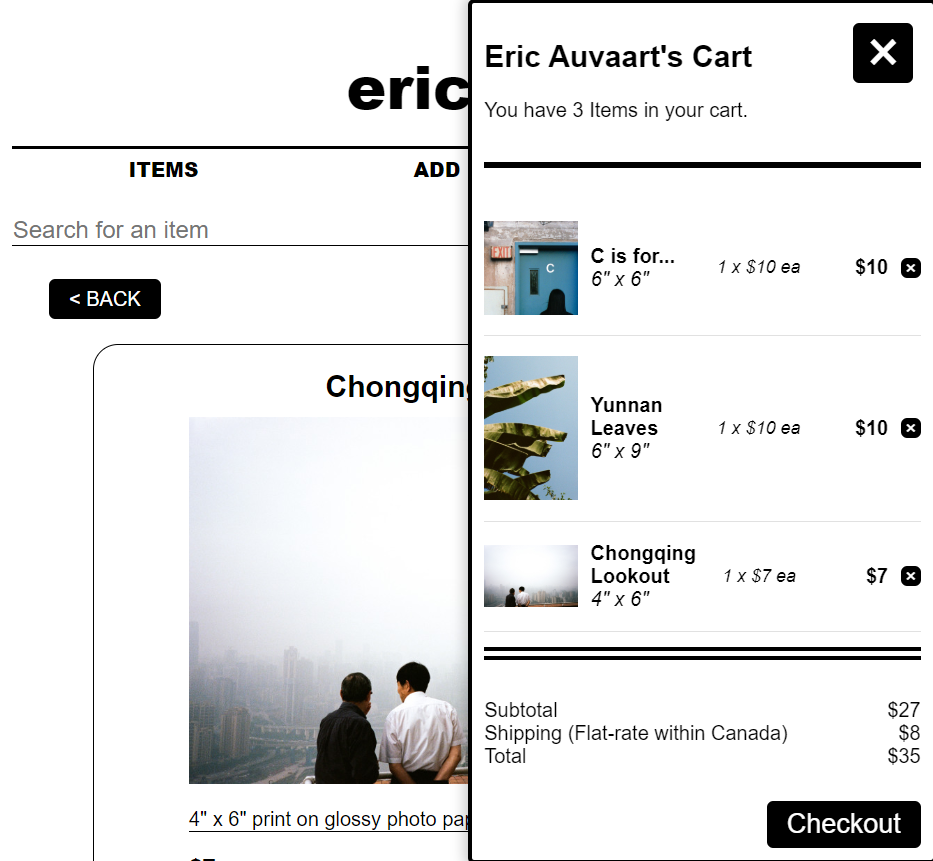 eric
ITEMS
ADD
Search for an item
< BACK
Chongqing
4" x 6" print on glossy photo pap
Eric Auvaart's Cart
You have 3 Items in your cart.
EXIT
C
C is for...
6" x 6"
1 x $10 ea
$10
Yunnan
Leaves
6" x 9"
1 x $10 ea
$10
Chongqing
Lookout
4" x 6"
1 x $7 ea
$7
Subtotal
$27
Shipping (Flat-rate within Canada)
$8
Total
$35
Checkout